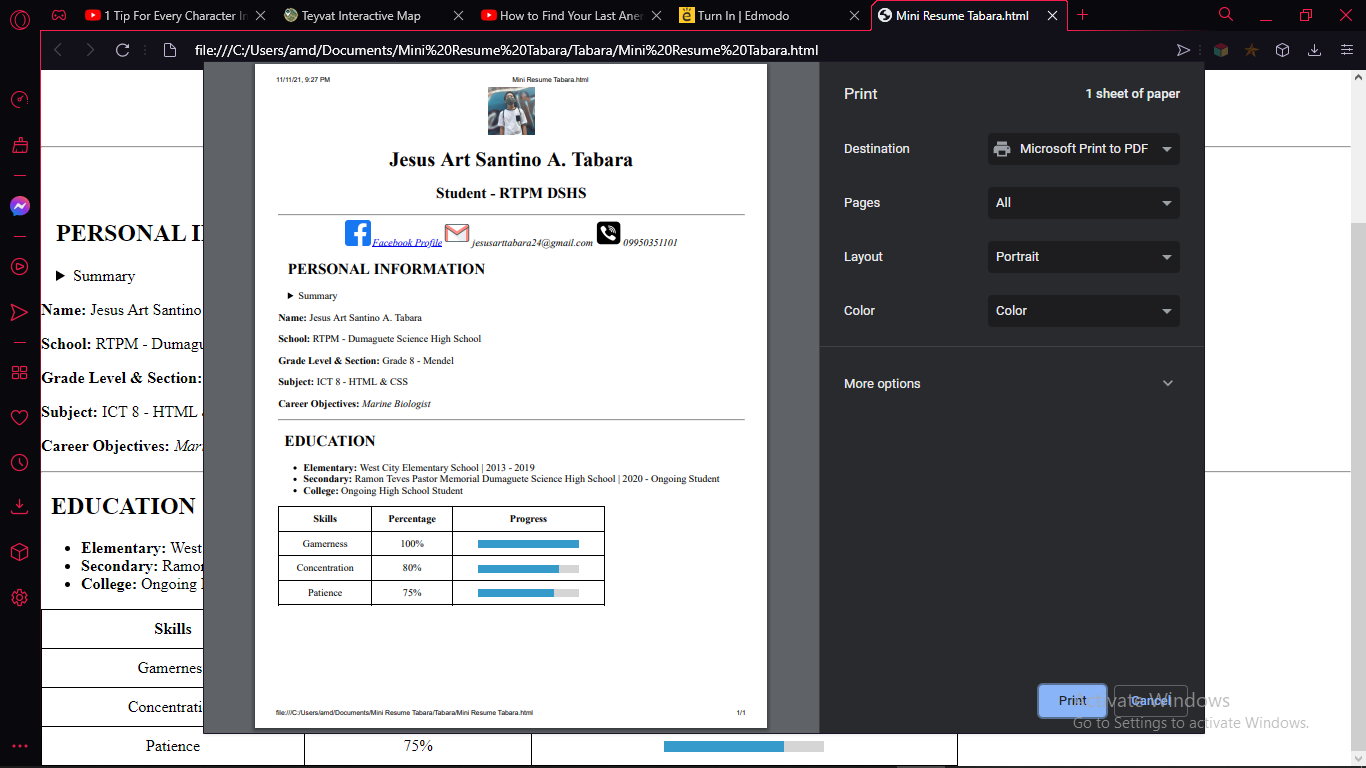 1 Tip For Every Character In
Teyvat Interactive Map
How to Find Your Last Aner
Turn In | Edmodo
Mini Resume Tabara.html
file:///C:/Users/amd/Documents/Mini%20Resume%20Tabara/Tabara/Mini%20Resume%20Tabara.html
PERSONAL I
Summary
Name: Jesus Art Santino
School: RTPM - Dumagu
Grade Level & Section:
Subject: ICT 8 - HTML
Career Objectives: Mar
EDUCATION
Elementary: West
Secondary: Ramo
College: Ongoing
Skills
Gamernes
Concentrati
Patience 75%
11/11/21, 9:27 PM Mini Resume Tabara.html
Jesus Art Santino A. Tabara
Student - RTPM DSHS
Facebook Profile jesusarttabara24@gmail.com 09950351101
PERSONAL INFORMATION
Summary
Name: Jesus Art Santino A. Tabara
School: RTPM - Dumaguete Science High School
Grade Level & Section: Grade 8 - Mendel
Subject: ICT 8 - HTML & CSS
Career Objectives: Marine Biologist
EDUCATION
Elementary: West City Elementary School | 2013 - 2019
Secondary: Ramon Teves Pastor Memorial Dumaguete Science High School | 2020 - Ongoing Student
College: Ongoing High School Student
Skills Percentage Progress
Gamerness 100%
Concentration 80%
Patience 75%
file:///C:/Users/amd/Documents/Mini Resume Tabara/Tabara/Mini Resume Tabara.html 1/1
Print 1 sheet of paper
Destination Microsoft Print to PDF
Pages All
Layout Portrait
Color Color
More options
Print Cancel
Activate Windows
Go to Settings to activate Windows.